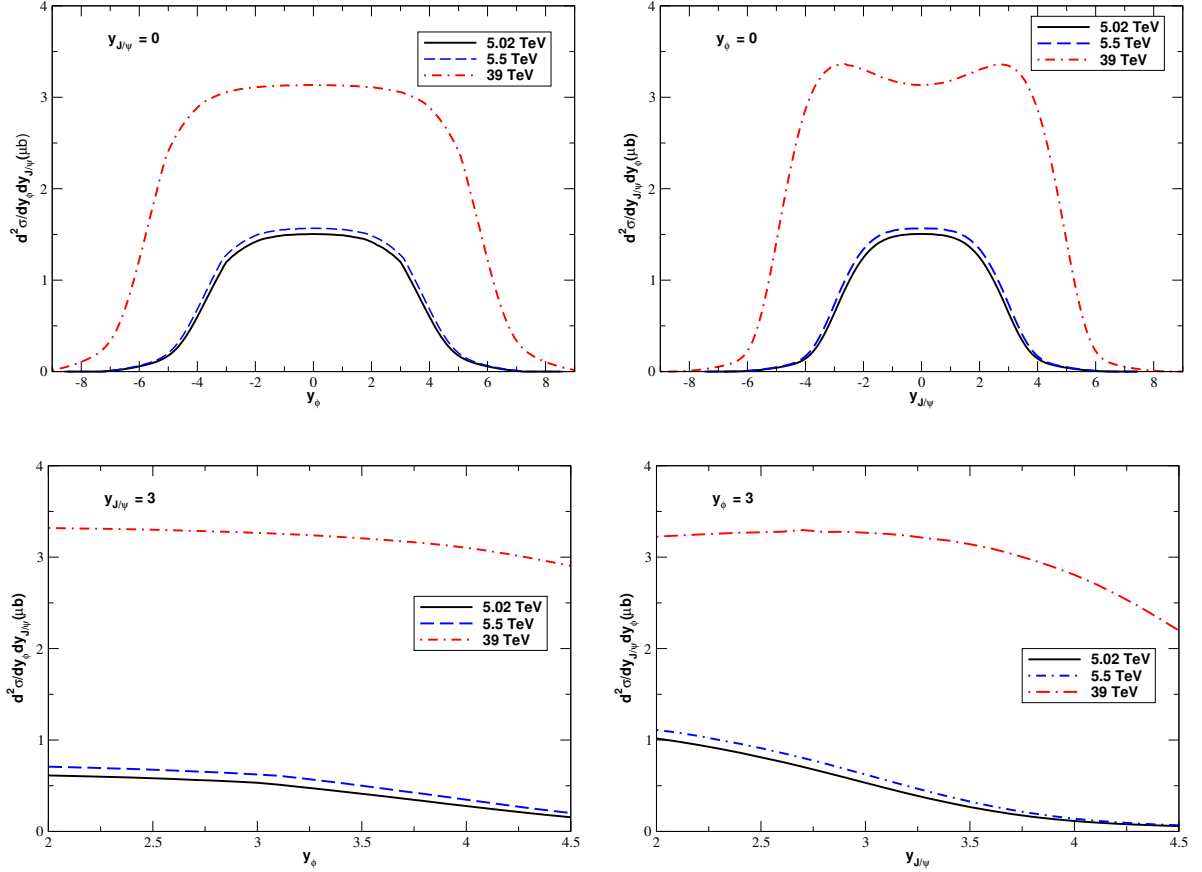 y_{J/ψ} = 0
5.02 TeV
5.5 TeV
39 TeV
d²σ/dy_ϕ dy_{J/ψ}(μb)
4
3
2
1
0
-8 -6 -4 -2 0 2 4 6 8
y_ϕ
y_ϕ = 0
5.02 TeV
5.5 TeV
39 TeV
d²σ/dy_{J/ψ} dy_ϕ(μb)
4
3
2
1
0
-8 -6 -4 -2 0 2 4 6 8
y_{J/ψ}
y_{J/ψ} = 3
5.02 TeV
5.5 TeV
39 TeV
d²σ/dy_ϕ dy_{J/ψ}(μb)
4
3
2
1
0
2 2.5 3 3.5 4 4.5
y_ϕ
y_ϕ = 3
5.02 TeV
5.5 TeV
39 TeV
d²σ/dy_{J/ψ} dy_ϕ(μb)
4
3
2
1
0
2 2.5 3 3.5 4 4.5
y_{J/ψ}